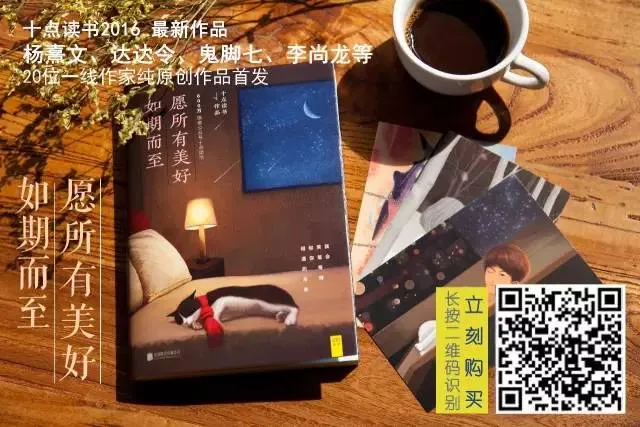 十点读书2016 最新作品
杨熹文、达达令、鬼脚七、李尚龙等
20位一线作家纯原创作品首发
十点读书
作品
愿所有美好
如期而至
愿所有美好
如期而至
立刻购买
长按二维码识别